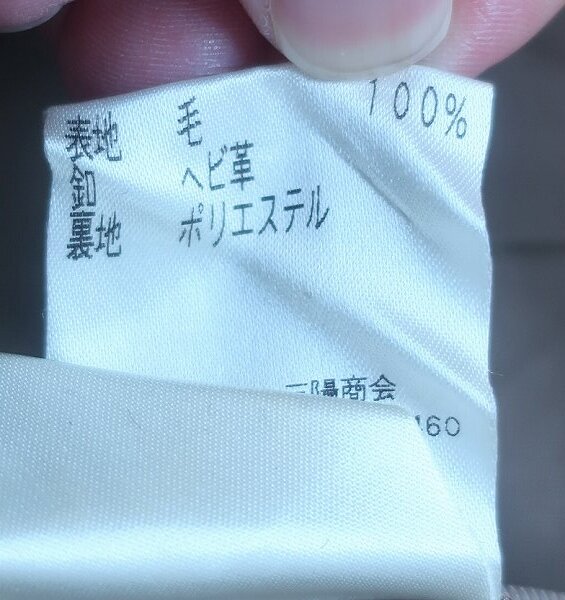 表地 毛 100%
釦 ヘビ革
裏地 ポリエステル
三陽商会
460